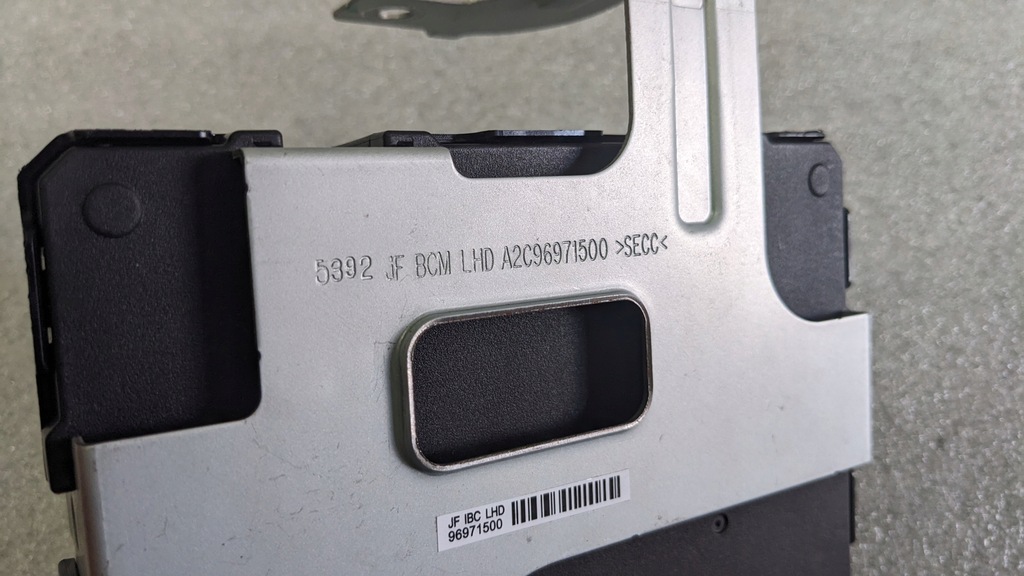 5392 JF BCM LHD A2C96971500 >SECC<
JF IBC LHD
96971500